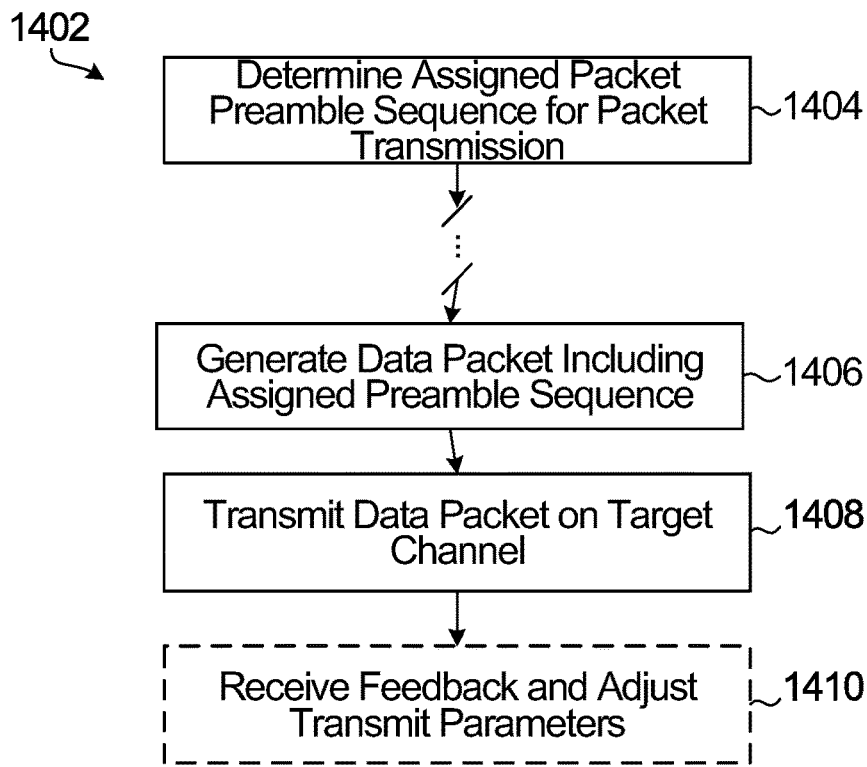 1402
Determine Assigned Packet
Preamble Sequence for Packet
Transmission
1404
Generate Data Packet Including
Assigned Preamble Sequence
1406
Transmit Data Packet on Target
Channel
1408
Receive Feedback and Adjust
Transmit Parameters
1410